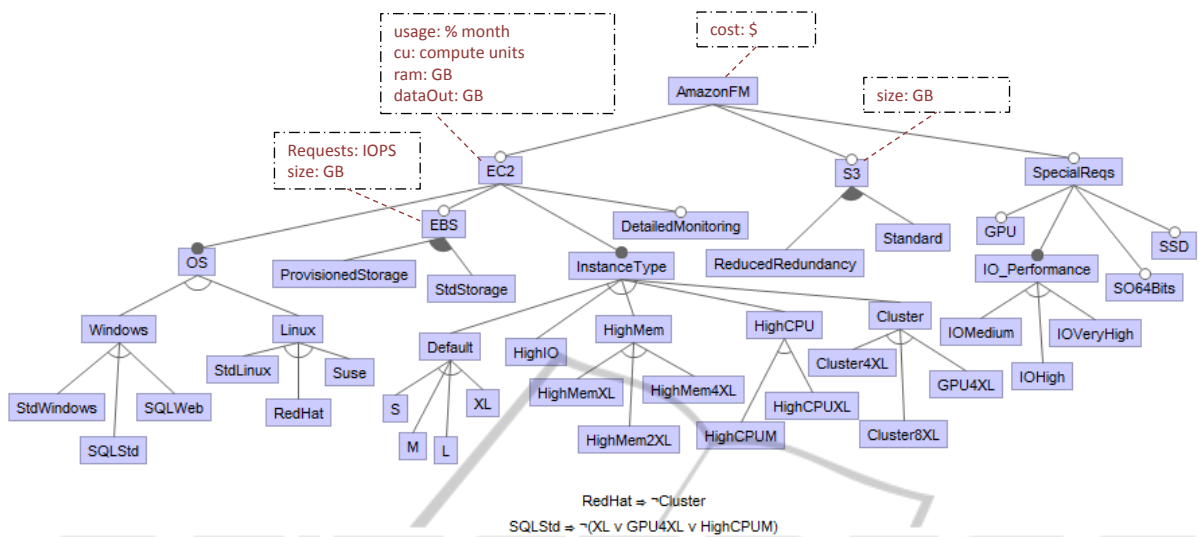 usage: % month
cu: compute units
ram: GB
dataOut: GB
cost: $
size: GB
AmazonFM
Requests: IOPS
size: GB
EC2
S3
SpecialReqs
EBS
DetailedMonitoring
GPU
SSD
OS
ProvisionedStorage
StdStorage
InstanceType
ReducedRedundancy
Standard
IO_Performance
SO64Bits
Windows
Linux
Default
HighIO
HighMem
HighCPU
Cluster
IOMedium
IOVeryHigh
IOHigh
StdLinux
Suse
RedHat
StdWindows
SQLWeb
SQLStd
S
M
L
XL
HighMemXL
HighMem4XL
HighMem2XL
HighCPUXL
HighCPUM
Cluster4XL
GPU4XL
Cluster8XL
RedHat ⇒ ¬Cluster
SQLStd ⇒ ¬(XL v GPU4XL v HighCPUM)